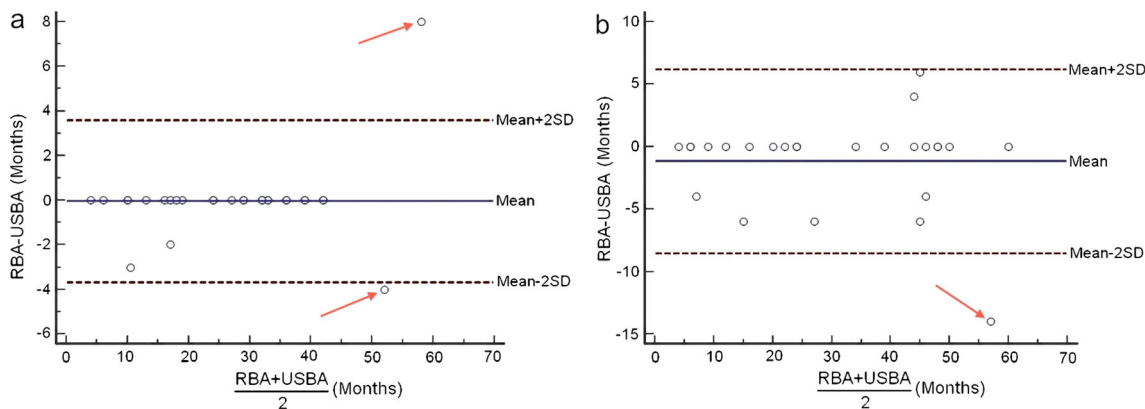 a
8
6
4
2
0
-2
-4
-6
RBA-USBA (Months)
Mean+2SD
Mean
Mean-2SD
0 10 20 30 40 50 60 70
RBA+USBA
2
(Months)
b
10
5
0
-5
-10
-15
RBA-USBA (Months)
Mean+2SD
Mean
Mean-2SD
0 10 20 30 40 50 60 70
RBA+USBA
2
(Months)